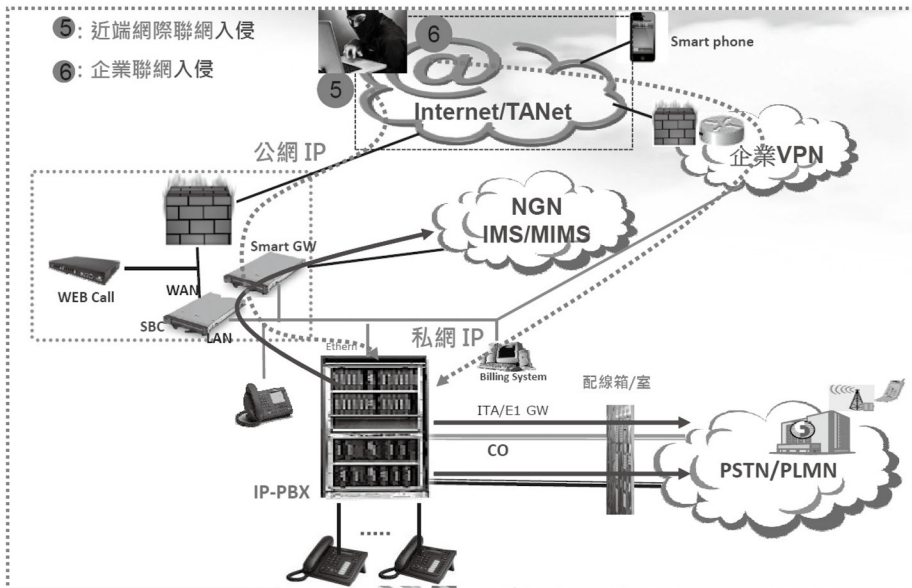 5 : 近端網際聯網入侵
6 : 企業聯網入侵
6
5
@
Smart phone
Internet/TANet
企業VPN
公網 IP
NGN
IMS/MIMS
Smart GW
WEB Call
WAN
SBC
LAN
私網 IP
Billing System
配線箱/室
ITA/E1 GW
CO
PSTN/PLMN
IP-PBX
.....